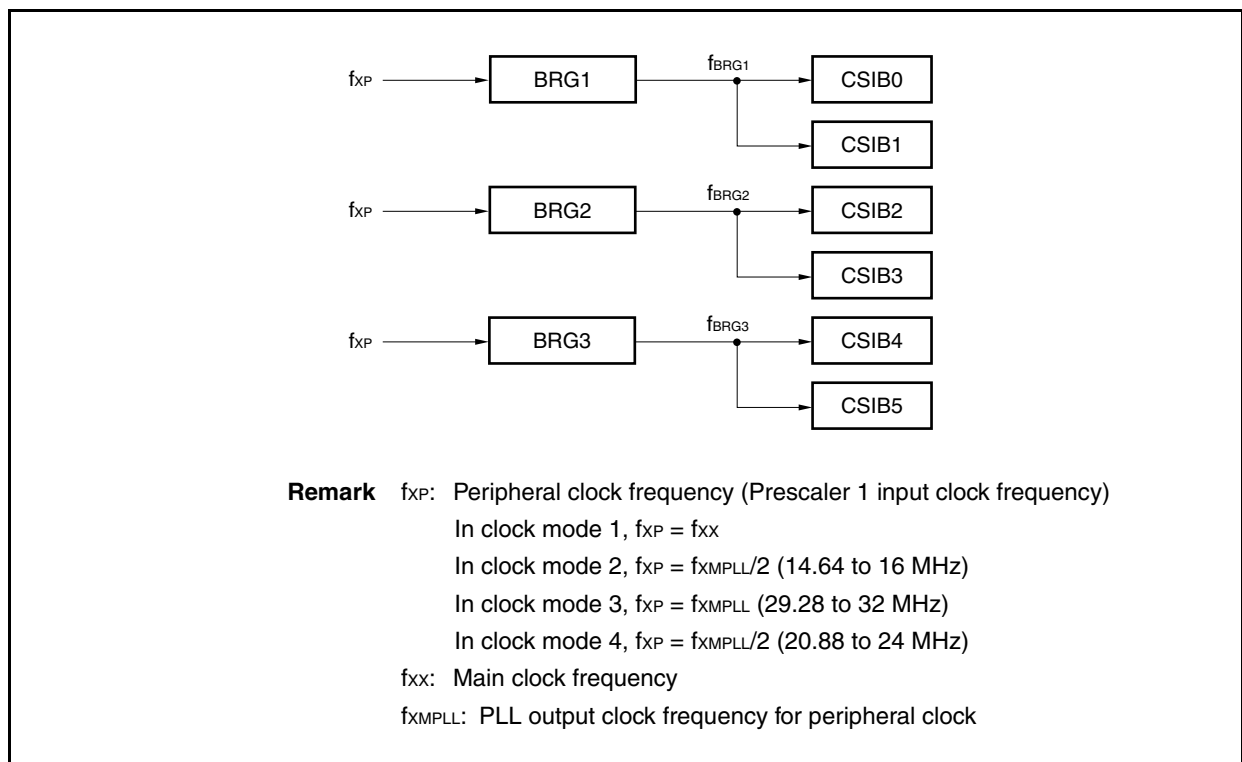 fXP BRG1 fBRG1 CSIB0
CSIB1
fXP BRG2 fBRG2 CSIB2
CSIB3
fXP BRG3 fBRG3 CSIB4
CSIB5
Remark fXP: Peripheral clock frequency (Prescaler 1 input clock frequency)
In clock mode 1, fXP = fXX
In clock mode 2, fXP = fXMPLL/2 (14.64 to 16 MHz)
In clock mode 3, fXP = fXMPLL (29.28 to 32 MHz)
In clock mode 4, fXP = fXMPLL/2 (20.88 to 24 MHz)
fXX: Main clock frequency
fXMPLL: PLL output clock frequency for peripheral clock